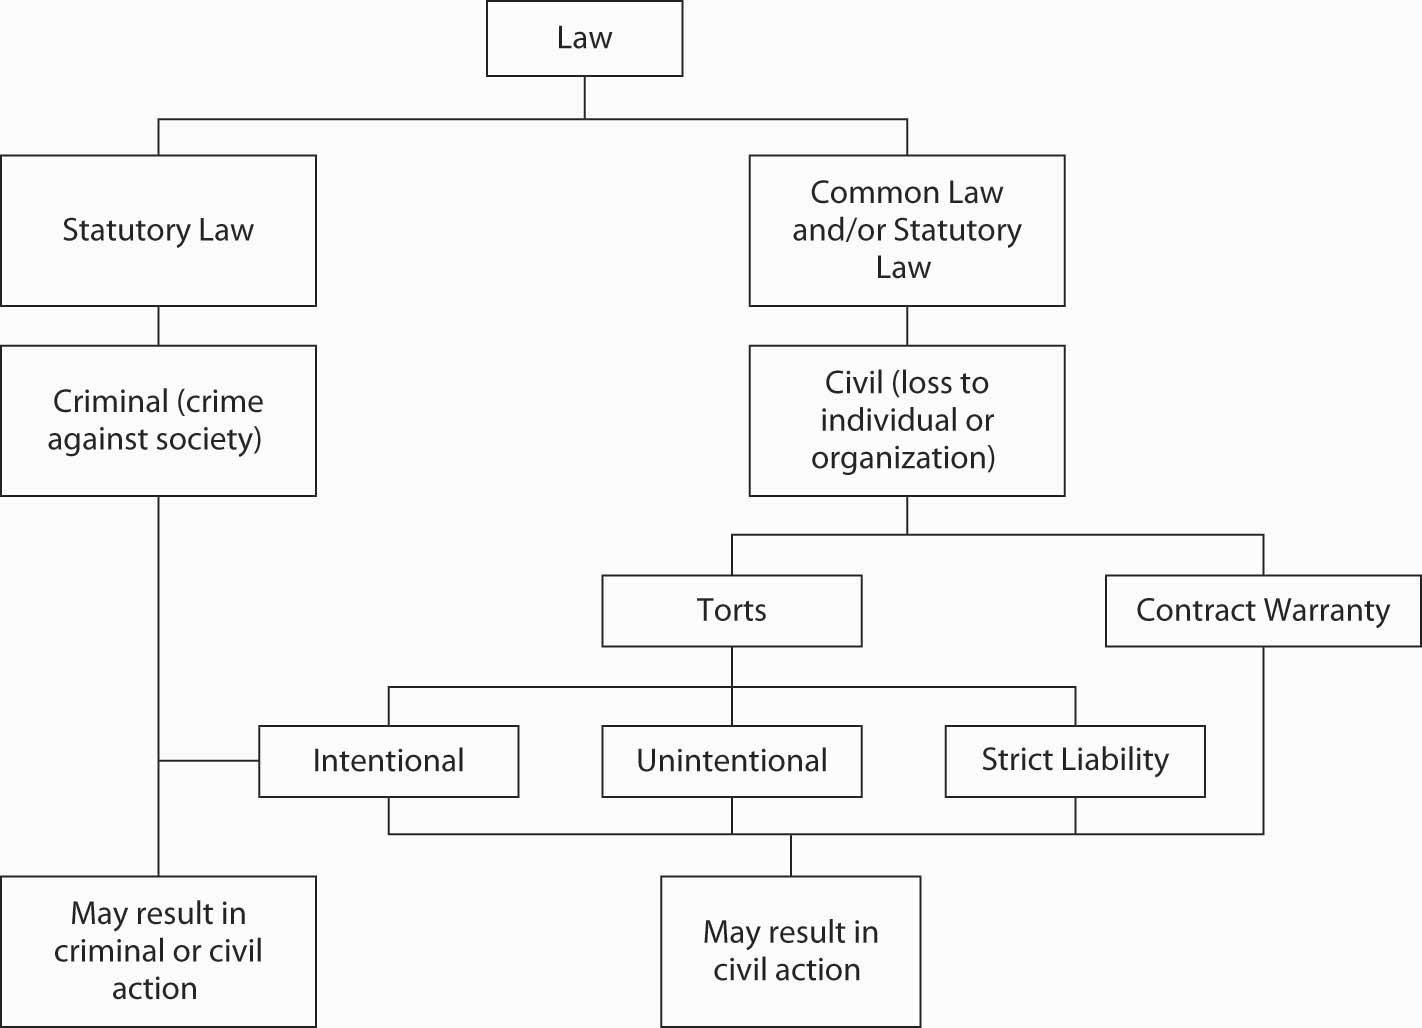 Law
Statutory Law
Common Law
and/or Statutory
Law
Criminal (crime
against society)
Civil (loss to
individual or
organization)
Torts
Contract Warranty
Intentional
Unintentional
Strict Liability
May result in
criminal or civil
action
May result in
civil action